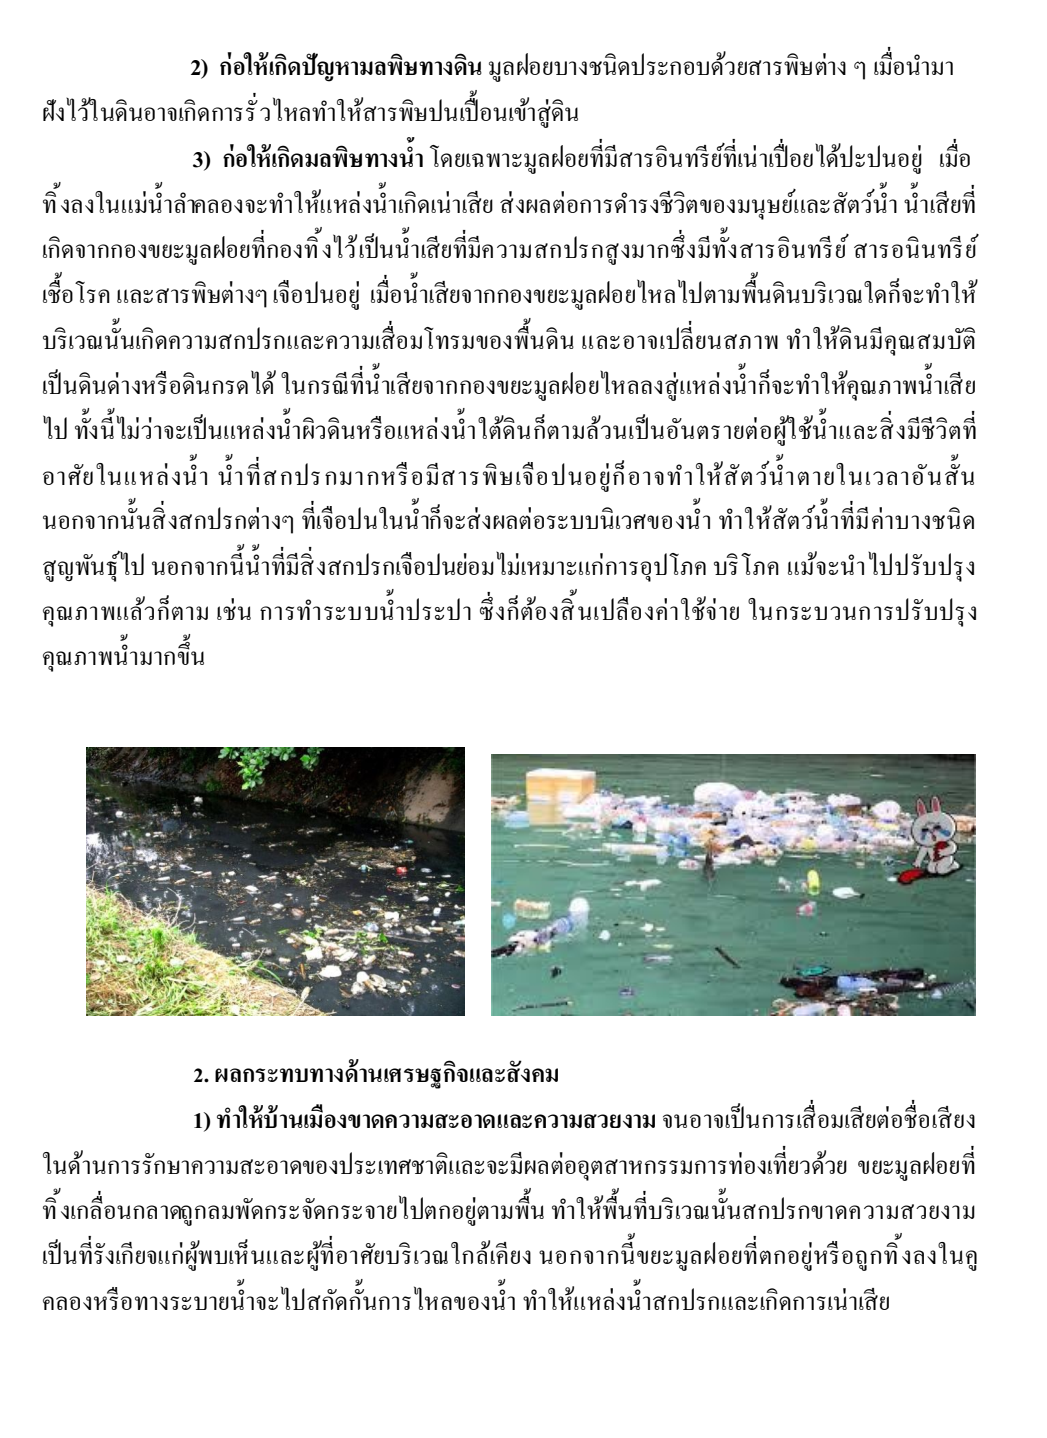 2) ก่อให้เกิดปัญหามลพิษทางดิน มูลฝอยบางชนิดประกอบด้วยสารพิษต่าง ๆ เมื่อนำมา
ฝังไว้ในดินอาจเกิดการรั่วไหลทำให้สารพิษปนเปื้อนเข้าสู่ดิน
3) ก่อให้เกิดมลพิษทางน้ำ โดยเฉพาะมูลฝอยที่มีสารอินทรีย์ที่เน่าเปื่อยได้ปะปนอยู่ เมื่อ
ทิ้งลงในแม่น้ำลำคลองจะทำให้แหล่งน้ำเกิดเน่าเสีย ส่งผลต่อการดำรงชีวิตของมนุษย์และสัตว์น้ำ น้ำเสียที่
เกิดจากกองขยะมูลฝอยที่กองทิ้งไว้เป็นน้ำเสียที่มีความสกปรกสูงมากซึ่งมีทั้งสารอินทรีย์ สารอนินทรีย์
เชื้อโรค และสารพิษต่างๆ เจือปนอยู่ เมื่อน้ำเสียจากกองขยะมูลฝอยไหลไปตามพื้นดินบริเวณใดก็จะทำให้
บริเวณนั้นเกิดความสกปรกและความเสื่อมโทรมของพื้นดิน และอาจเปลี่ยนสภาพ ทำให้ดินมีคุณสมบัติ
เป็นดินด่างหรือดินกรดได้ ในกรณีที่น้ำเสียจากกองขยะมูลฝอยไหลลงสู่แหล่งน้ำก็จะทำให้คุณภาพน้ำเสีย
ไป ทั้งนี้ไม่ว่าจะเป็นแหล่งน้ำผิวดินหรือแหล่งน้ำใต้ดินก็ตามล้วนเป็นอันตรายต่อผู้ใช้น้ำและสิ่งมีชีวิตที่
อาศัยในแหล่งน้ำ น้ำที่สกปรกมากหรือมีสารพิษเจือปนอยู่ก็อาจทำให้สัตว์น้ำตายในเวลาอันสั้น
นอกจากนั้นสิ่งสกปรกต่างๆ ที่เจือปนในน้ำก็จะส่งผลต่อระบบนิเวศของน้ำ ทำให้สัตว์น้ำที่มีค่าบางชนิด
สูญพันธุ์ไป นอกจากนี้น้ำที่มีสิ่งสกปรกเจือปนย่อมไม่เหมาะแก่การอุปโภค บริโภค แม้จะนำไปปรับปรุง
คุณภาพแล้วก็ตาม เช่น การทำระบบน้ำประปา ซึ่งก็ต้องสิ้นเปลืองค่าใช้จ่าย ในกระบวนการปรับปรุง
คุณภาพน้ำมากขึ้น
2. ผลกระทบทางด้านเศรษฐกิจและสังคม
1) ทำให้บ้านเมืองขาดความสะอาดและความสวยงาม จนอาจเป็นการเสื่อมเสียต่อชื่อเสียง
ในด้านการรักษาความสะอาดของประเทศชาติและจะมีผลต่ออุตสาหกรรมการท่องเที่ยวด้วย ขยะมูลฝอยที่
ทิ้งเกลื่อนกลาดถูกลมพัดกระจัดกระจายไปตกอยู่ตามพื้น ทำให้พื้นที่บริเวณนั้นสกปรกขาดความสวยงาม
เป็นที่รังเกียจแก่ผู้พบเห็นและผู้ที่อาศัยบริเวณใกล้เคียง นอกจากนี้ขยะมูลฝอยที่ตกอยู่หรือถูกทิ้งลงในคู
คลองหรือทางระบายน้ำจะไปสกัดกั้นการไหลของน้ำ ทำให้แหล่งน้ำสกปรกและเกิดการเน่าเสีย